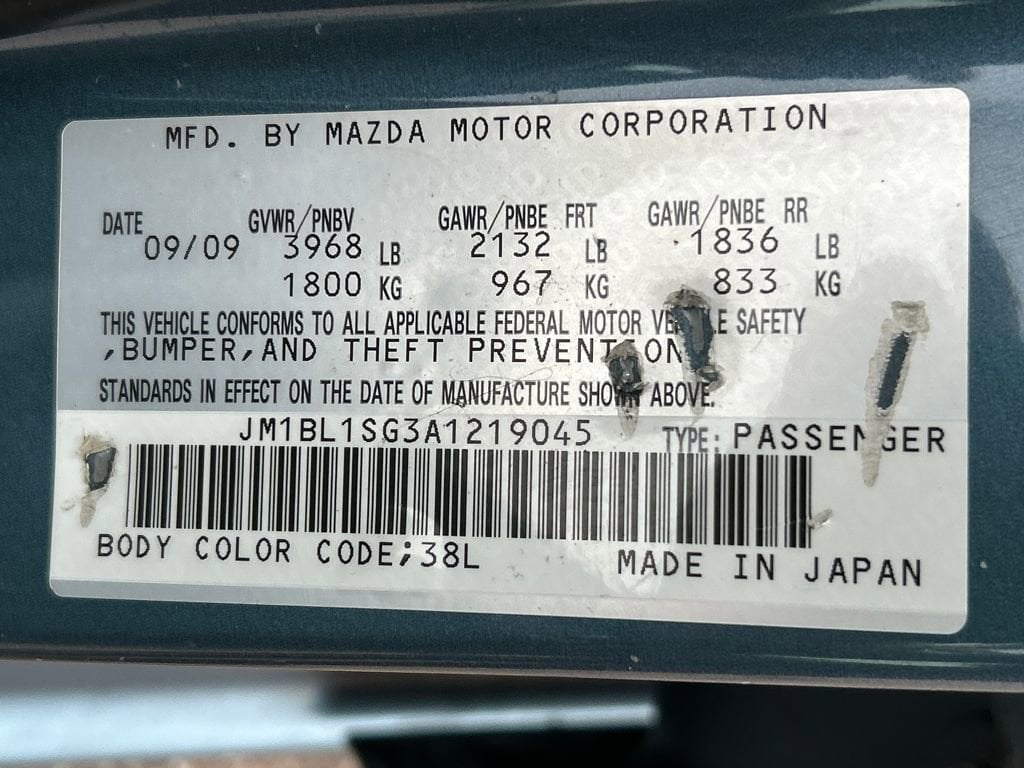 MFD. BY MAZDA MOTOR CORPORATION
DATE GVWR/PNBV GAWR/PNBE FRT GAWR/PNBE RR
09/09 3968 LB 2132 LB 1836 LB
1800 KG 967 KG 833 KG
THIS VEHICLE CONFORMS TO ALL APPLICABLE FEDERAL MOTOR VEHICLE SAFETY
,BUMPER,AND THEFT PREVENTION
STANDARDS IN EFFECT ON THE DATE OF MANUFACTURE SHOWN ABOVE.
JM1BL1SG3A1219045 TYPE: PASSENGER
BODY COLOR CODE;38L MADE IN JAPAN